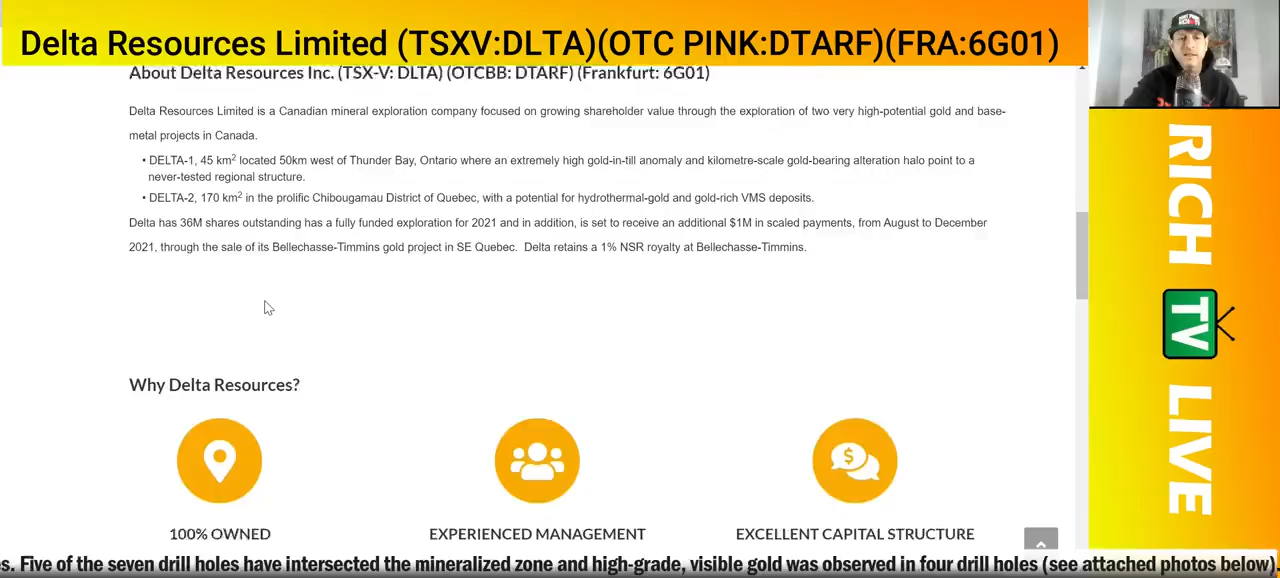 Delta Resources Limited (TSXV:DLTA)(OTC PINK:DTARF)(FRA:6G01)
About Delta Resources Inc. (TSX-V: DLTA) (OTCBB: DTARF) (Frankfurt: 6G01)
Delta Resources Limited is a Canadian mineral exploration company focused on growing shareholder value through the exploration of two very high-potential gold and base-
metal projects in Canada.
• DELTA-1, 45 km² located 50km west of Thunder Bay, Ontario where an extremely high gold-in-till anomaly and kilometre-scale gold-bearing alteration halo point to a
never-tested regional structure.
• DELTA-2, 170 km² in the prolific Chibougamau District of Quebec, with a potential for hydrothermal-gold and gold-rich VMS deposits.
Delta has 36M shares outstanding has a fully funded exploration for 2021 and in addition, is set to receive an additional $1M in scaled payments, from August to December
2021, through the sale of its Bellechasse-Timmins gold project in SE Quebec. Delta retains a 1% NSR royalty at Bellechasse-Timmins.
Why Delta Resources?
$
100% OWNED
EXPERIENCED MANAGEMENT
EXCELLENT CAPITAL STRUCTURE
s. Five of the seven drill holes have intersected the mineralized zone and high-grade, visible gold was observed in four drill holes (see attached photos below).
RICH
TV
LIVE